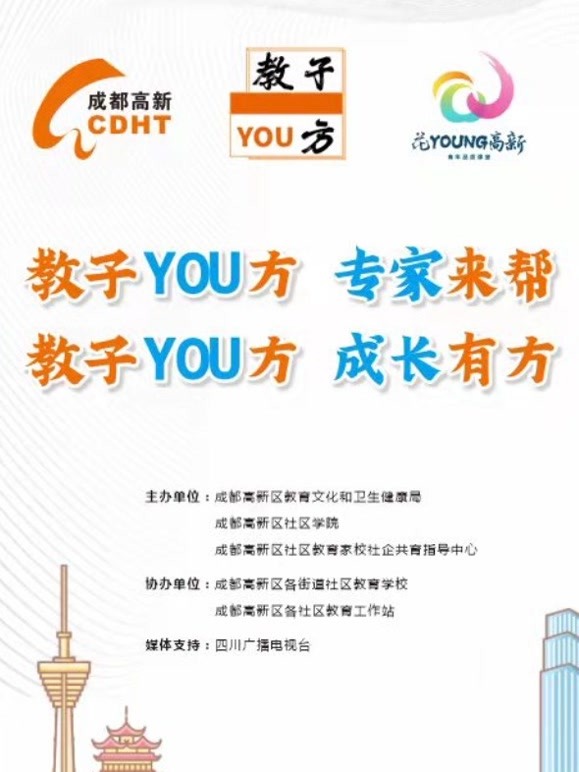 成都高新
CDHT
教子
YOU方
花YOUNG高新
青年品质课堂
教子YOU方 专家来帮
教子YOU方 成长有方
主办单位：成都高新区教育文化和卫生健康局
成都高新区社区学院
成都高新区社区教育家校社企共育指导中心
协办单位：成都高新区各街道社区教育学校
成都高新区各社区教育工作站
媒体支持：四川广播电视台